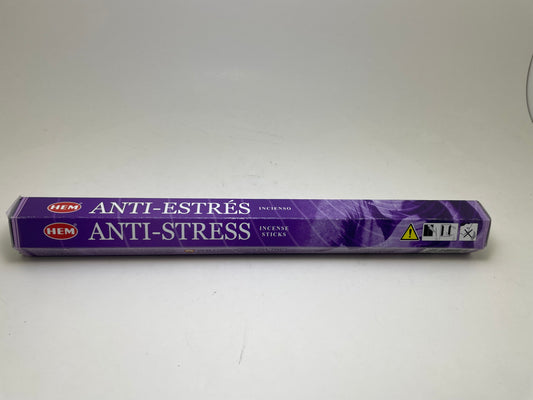 HEM ANTI-ESTRÉS INCIENSO
HEM ANTI-STRESS INCENSE
STICKS